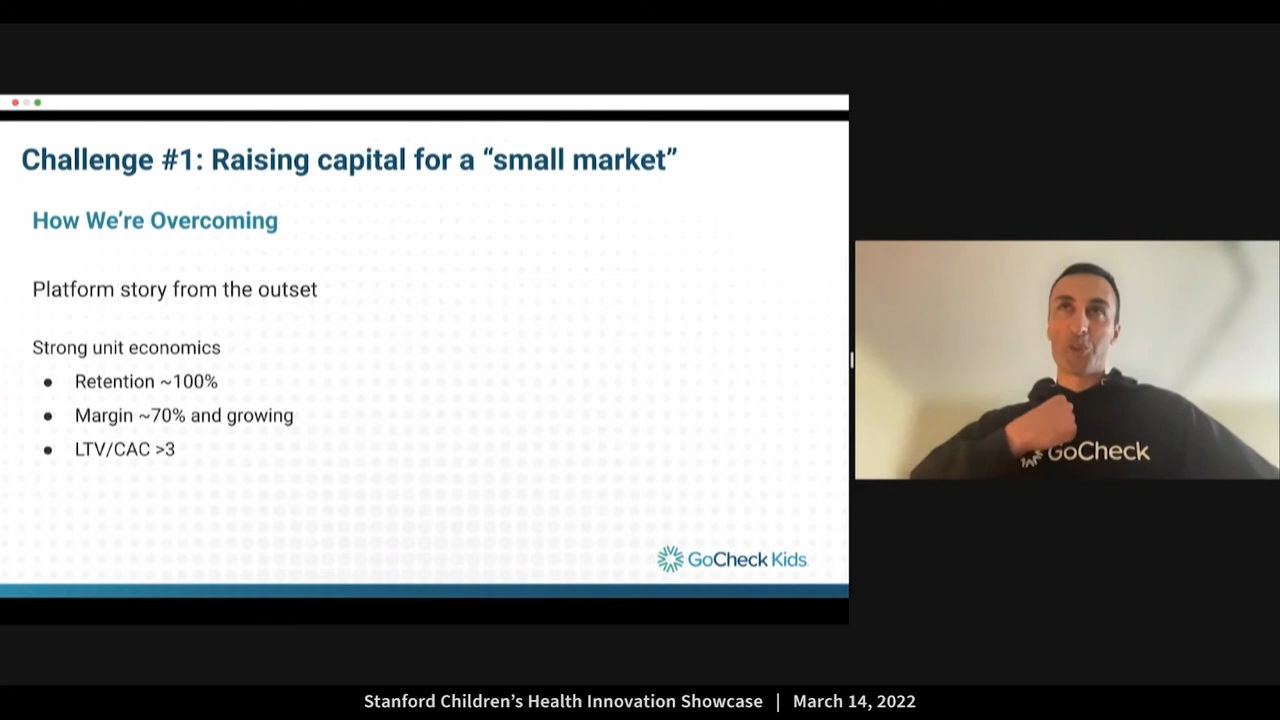 Challenge #1: Raising capital for a “small market”
How We’re Overcoming
Platform story from the outset
Strong unit economics
● Retention ~100%
● Margin ~70% and growing
● LTV/CAC >3
GoCheck Kids
GoCheck
Stanford Children’s Health Innovation Showcase | March 14, 2022